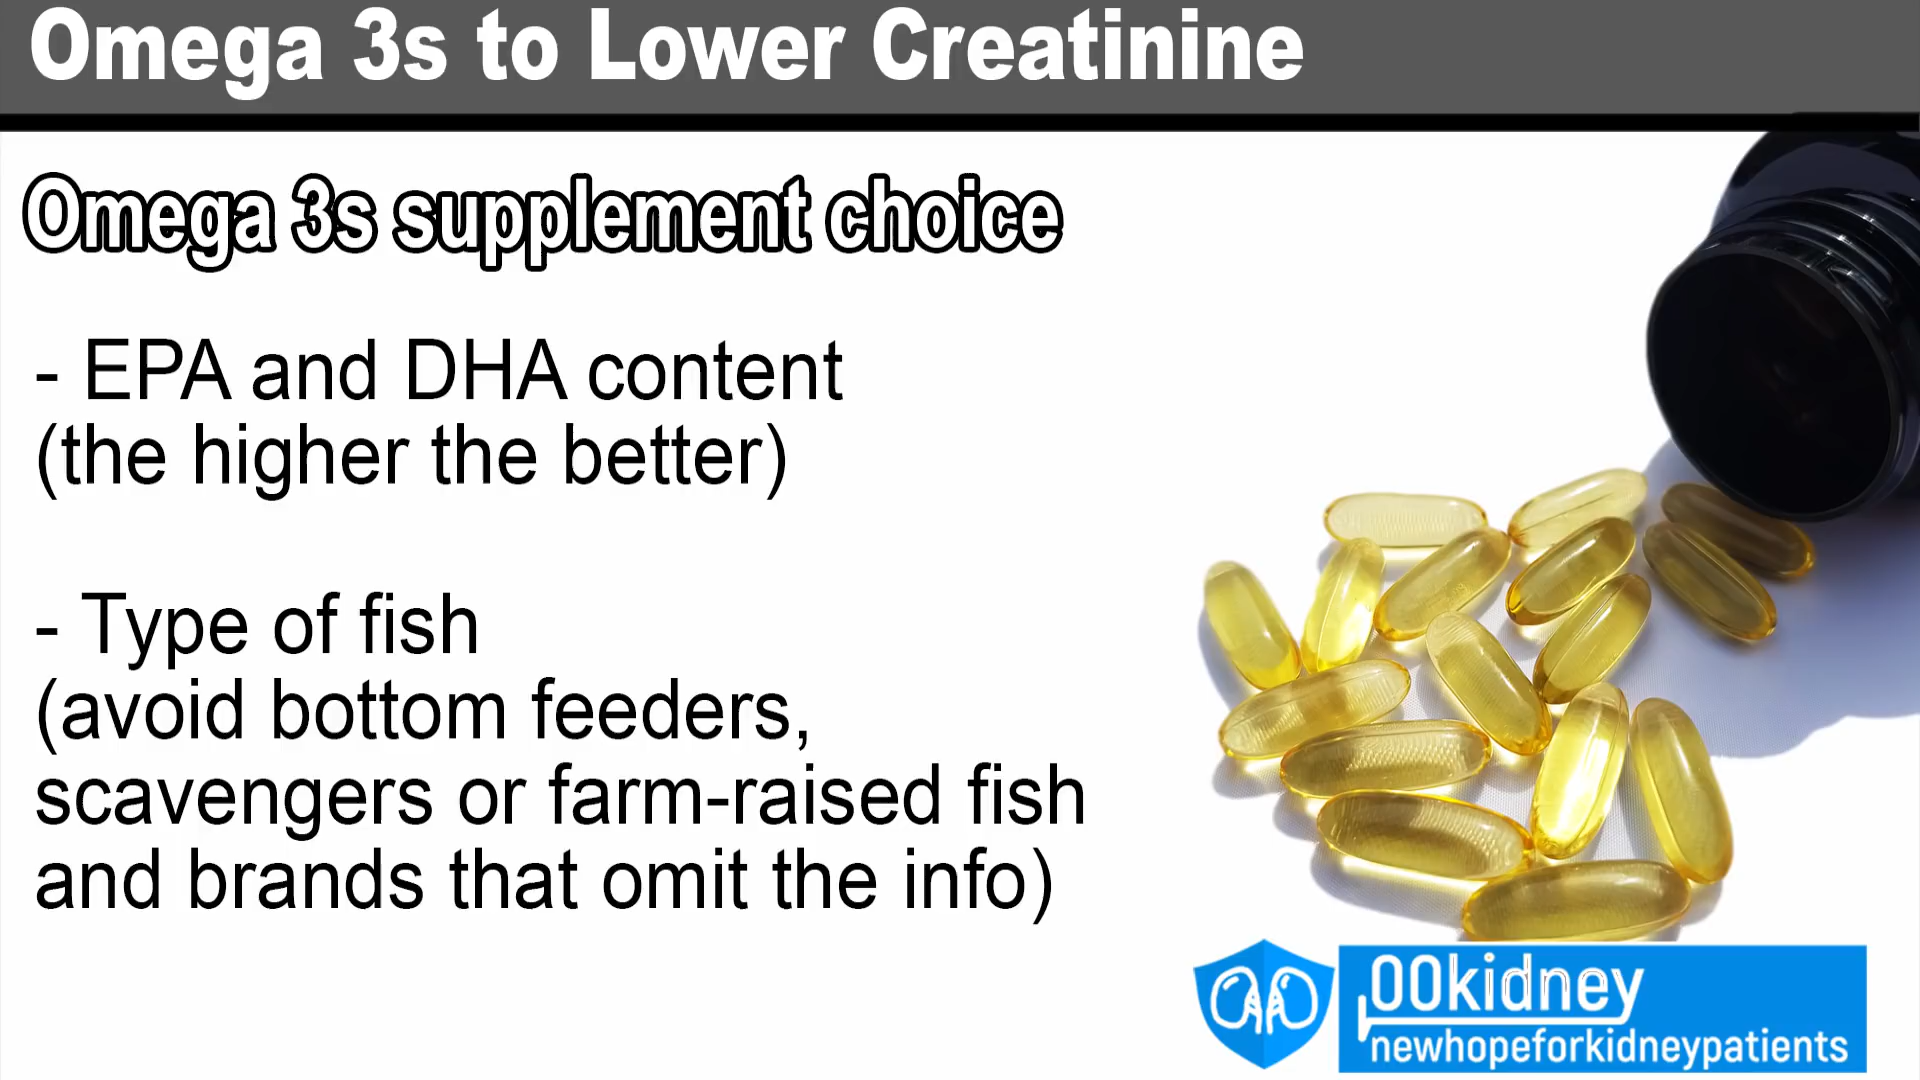 Omega 3s to Lower Creatinine
Omega 3s supplement choice
- EPA and DHA content
(the higher the better)
- Type of fish
(avoid bottom feeders,
scavengers or farm-raised fish
and brands that omit the info)
00kidney
newhopeforkidneypatients